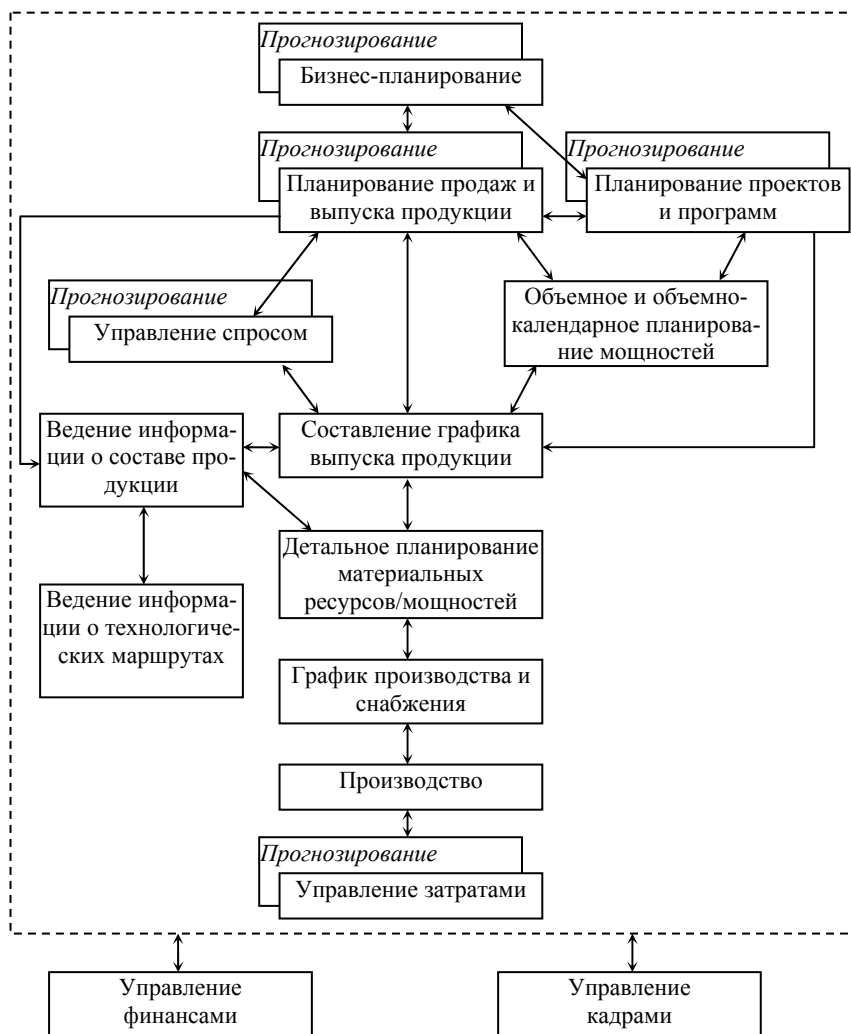 Прогнозирование
Бизнес-планирование
Прогнозирование
Планирование продаж и
выпуска продукции
Прогнозирование
Планирование проектов
и программ
Прогнозирование
Управление спросом
Объемное и объемно-
календарное планирова-
ние мощностей
Ведение информа-
ции о составе про-
дукции
Составление графика
выпуска продукции
Детальное планирование
материальных
ресурсов/мощностей
Ведение информа-
ции о технологиче-
ских маршрутах
График производства и
снабжения
Производство
Прогнозирование
Управление затратами
Управление
финансами
Управление
кадрами